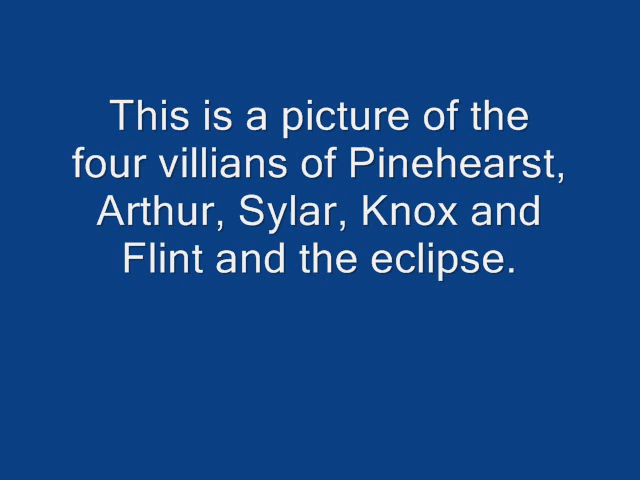 This is a picture of the
four villians of Pinehearst,
Arthur, Sylar, Knox and
Flint and the eclipse.